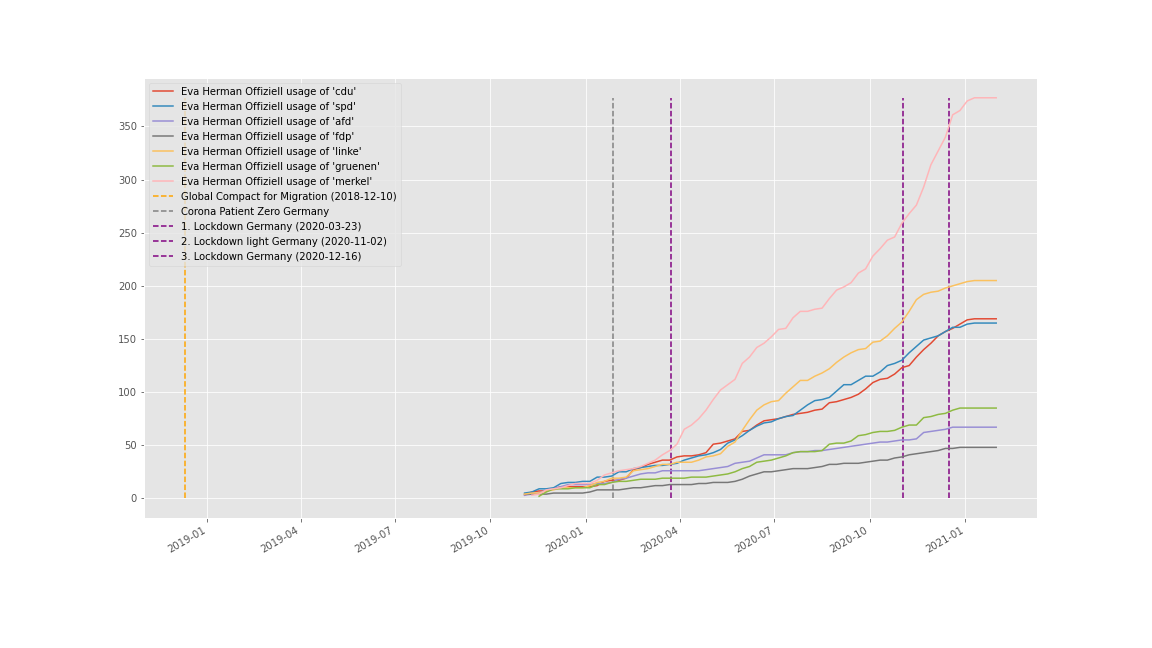 Eva Herman Offiziell usage of 'cdu'
Eva Herman Offiziell usage of 'spd'
Eva Herman Offiziell usage of 'afd'
Eva Herman Offiziell usage of 'fdp'
Eva Herman Offiziell usage of 'linke'
Eva Herman Offiziell usage of 'gruenen'
Eva Herman Offiziell usage of 'merkel'
Global Compact for Migration (2018-12-10)
Corona Patient Zero Germany
1. Lockdown Germany (2020-03-23)
2. Lockdown light Germany (2020-11-02)
3. Lockdown Germany (2020-12-16)
350
300
250
200
150
100
50
0
2019-01
2019-04
2019-07
2019-10
2020-01
2020-04
2020-07
2020-10
2021-01